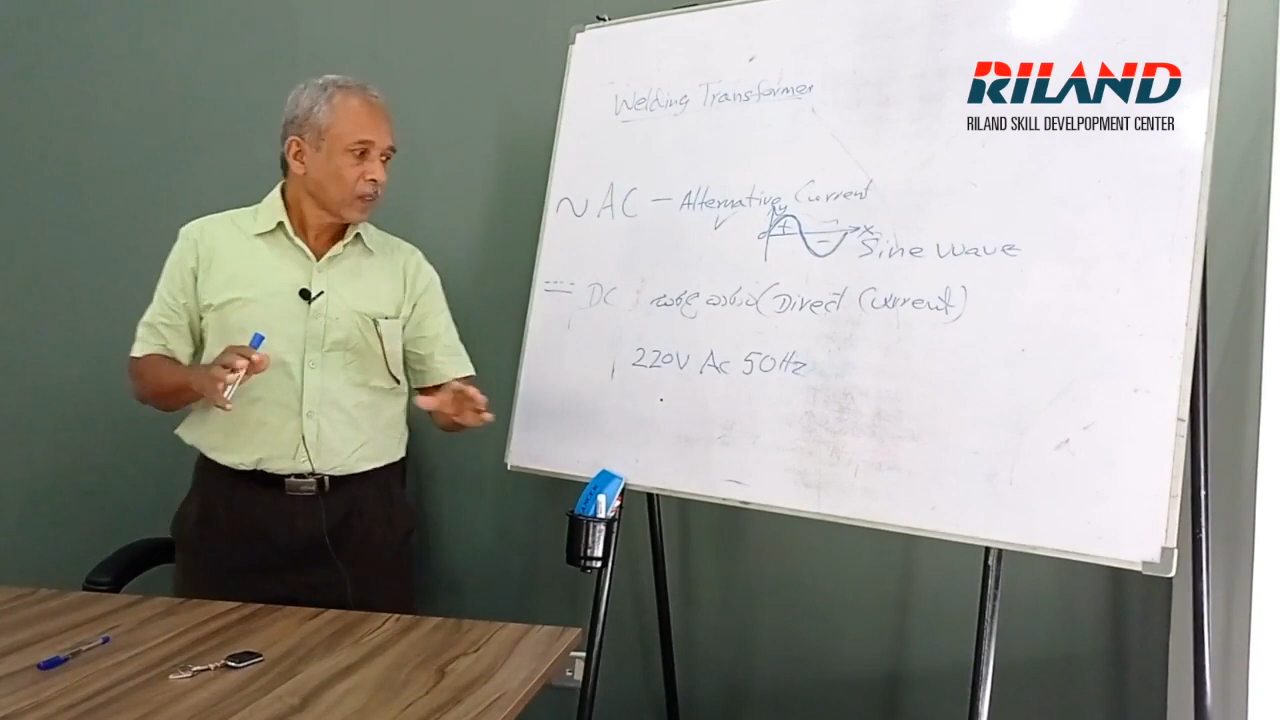 RILAND
RILAND SKILL DEVELPOPMENT CENTER
Welding Transformer
~ AC – Alternative Current
y
+ - x
Sine Wave
DC සරල ධාරාව (Direct Current)
220V Ac 50Hz